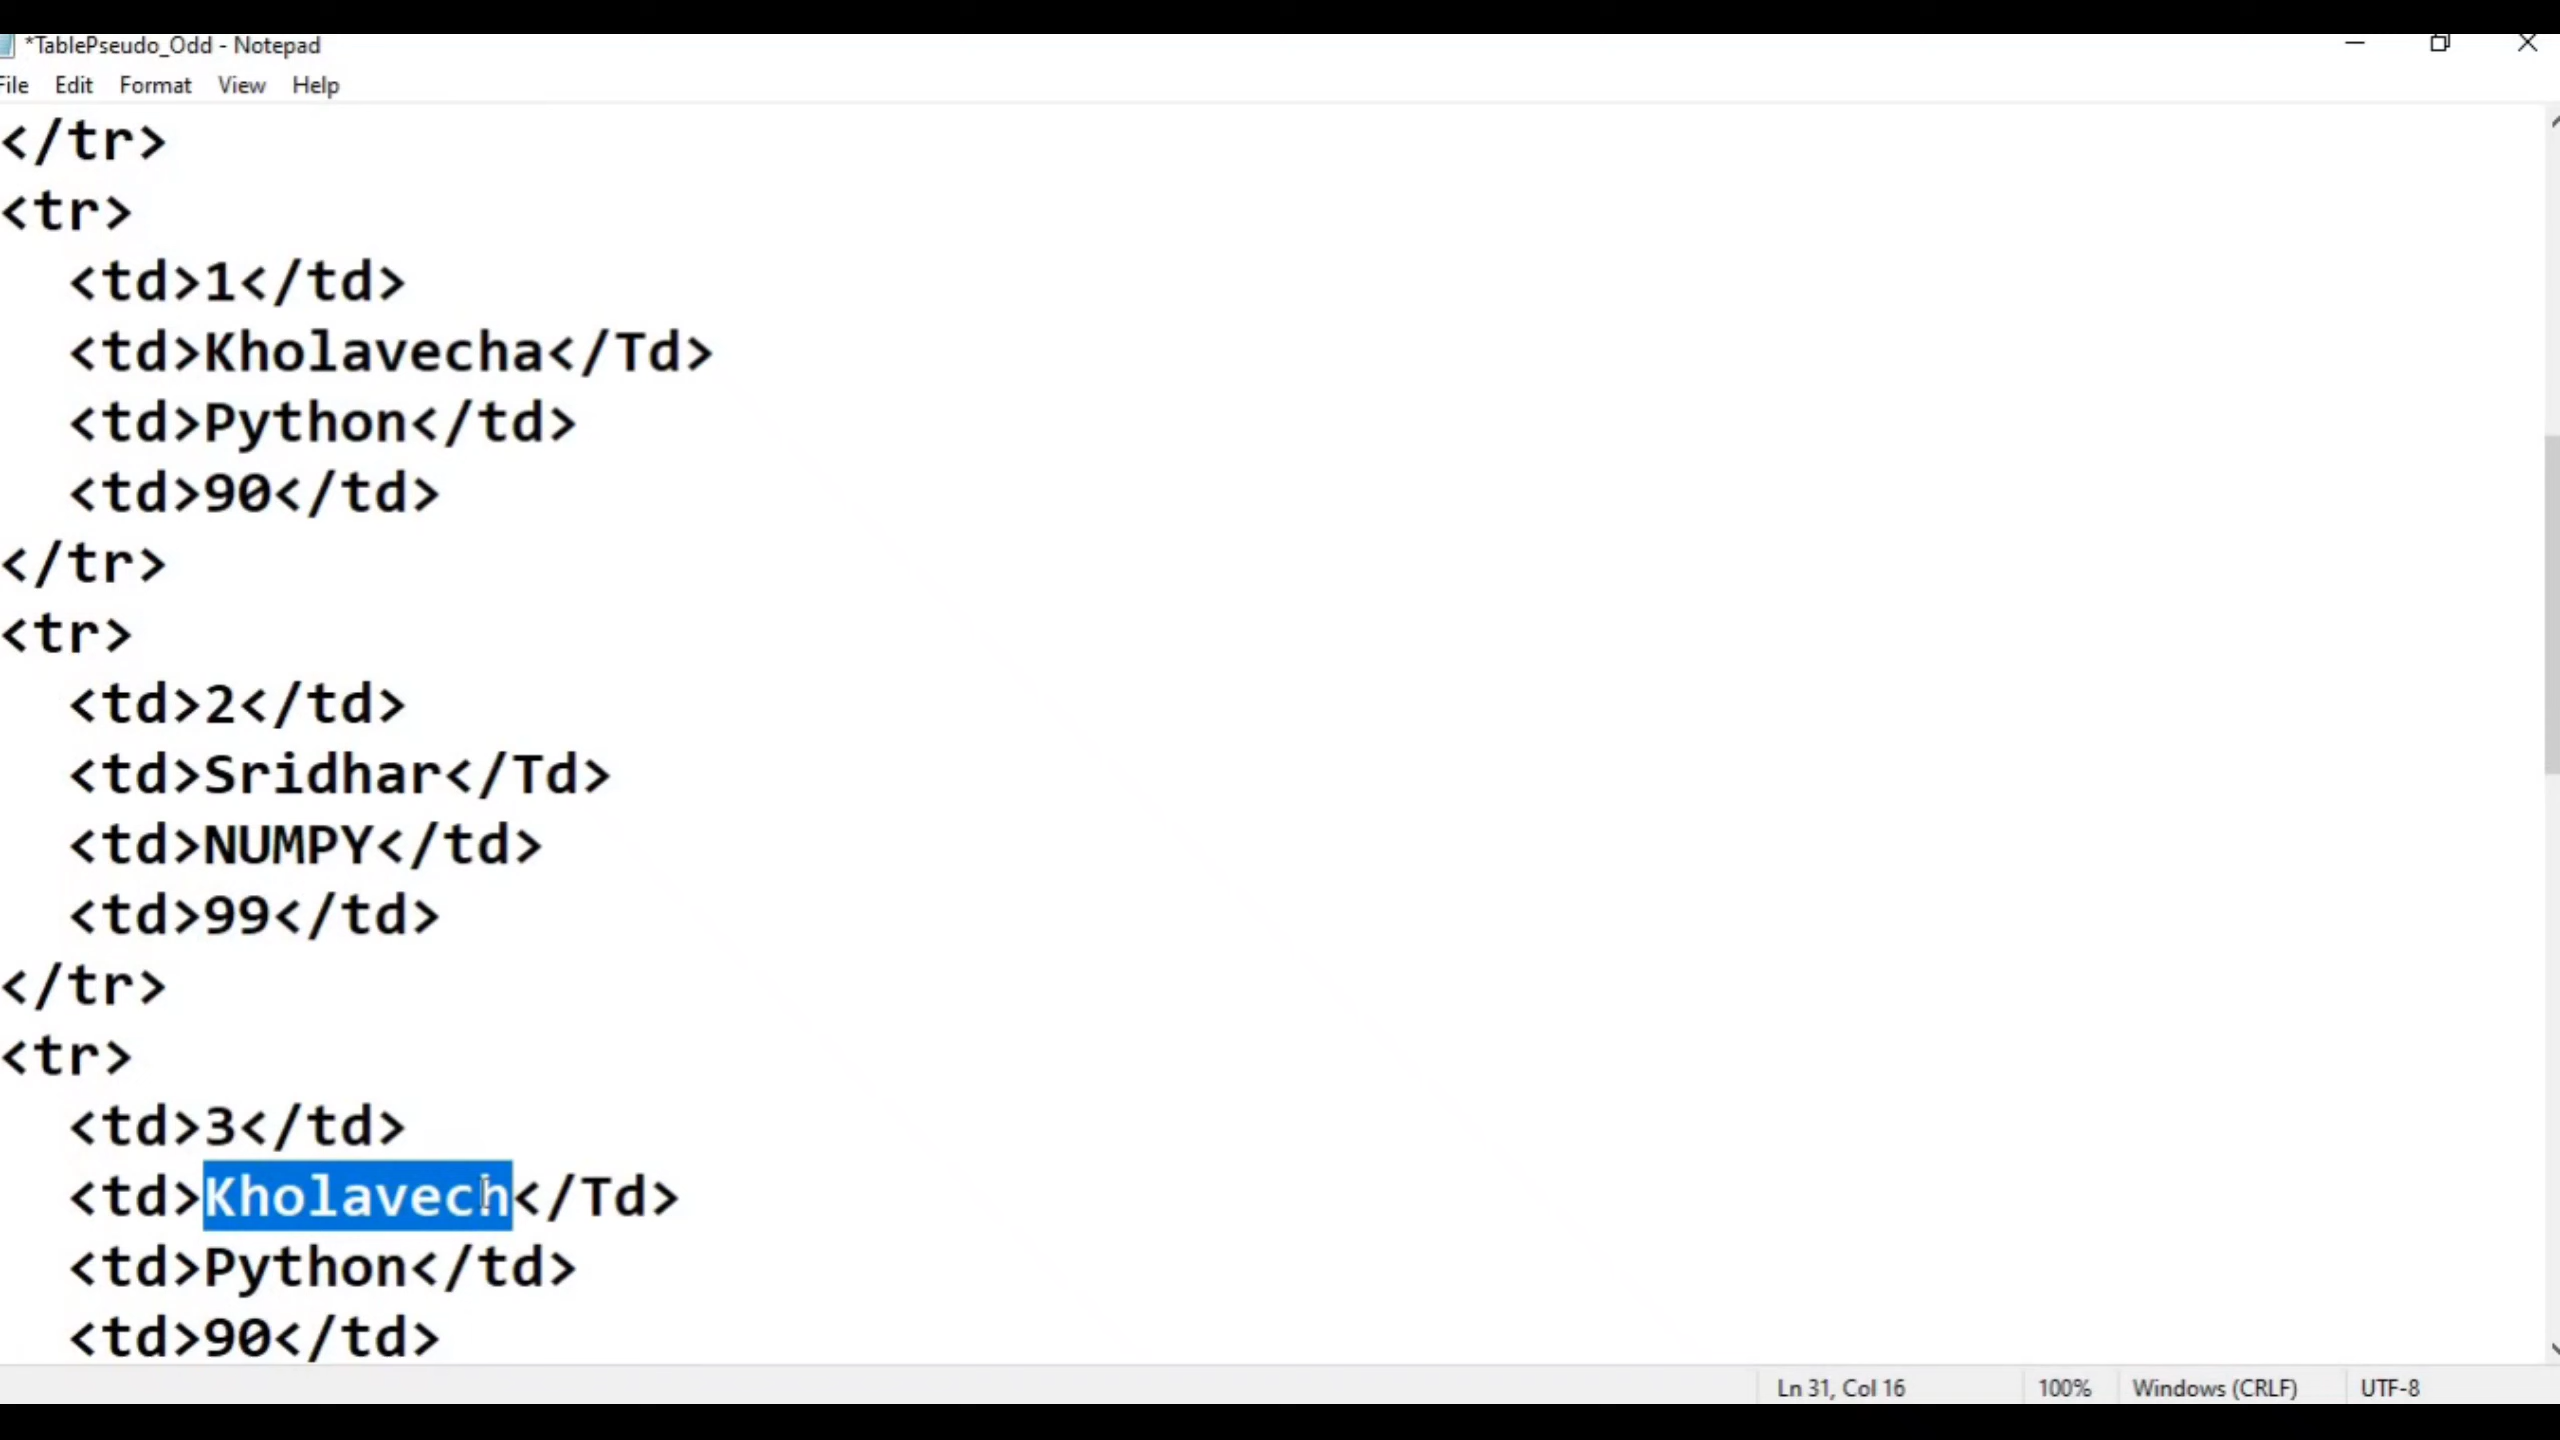 *TablePseudo_Odd - Notepad
File Edit Format View Help
</tr>
<tr>
<td>1</td>
<td>Kholavecha</Td>
<td>Python</td>
<td>90</td>
</tr>
<tr>
<td>2</td>
<td>Sridhar</Td>
<td>NUMPY</td>
<td>99</td>
</tr>
<tr>
<td>3</td>
<td>Kholavech</Td>
<td>Python</td>
<td>90</td>
Ln 31, Col 16 100% Windows (CRLF) UTF-8